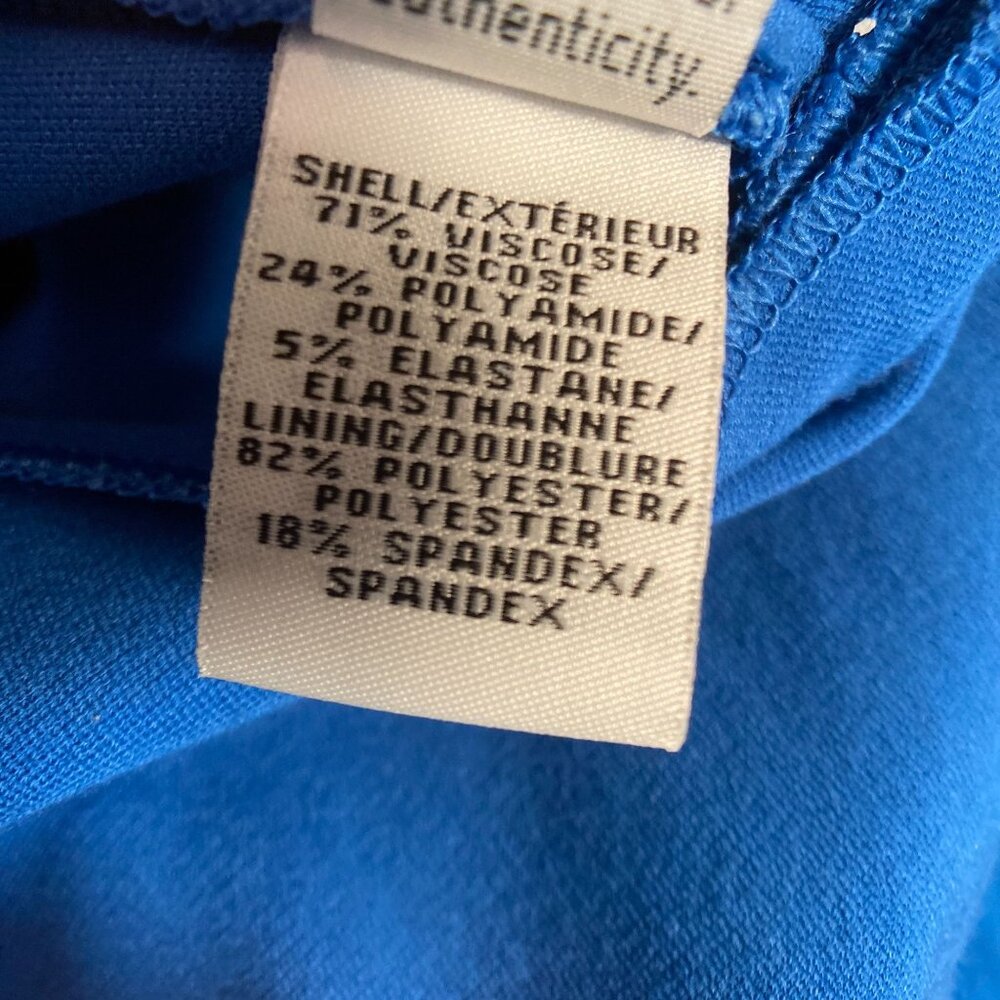 authenticity.
SHELL/EXTÉRIEUR
71% VISCOSE/
VISCOSE
24% POLYAMIDE/
POLYAMIDE
5% ELASTANE/
ELASTHANNE
LINING/DOUBLURE
82% POLYESTER/
POLYESTER
18% SPANDEX/
SPANDEX